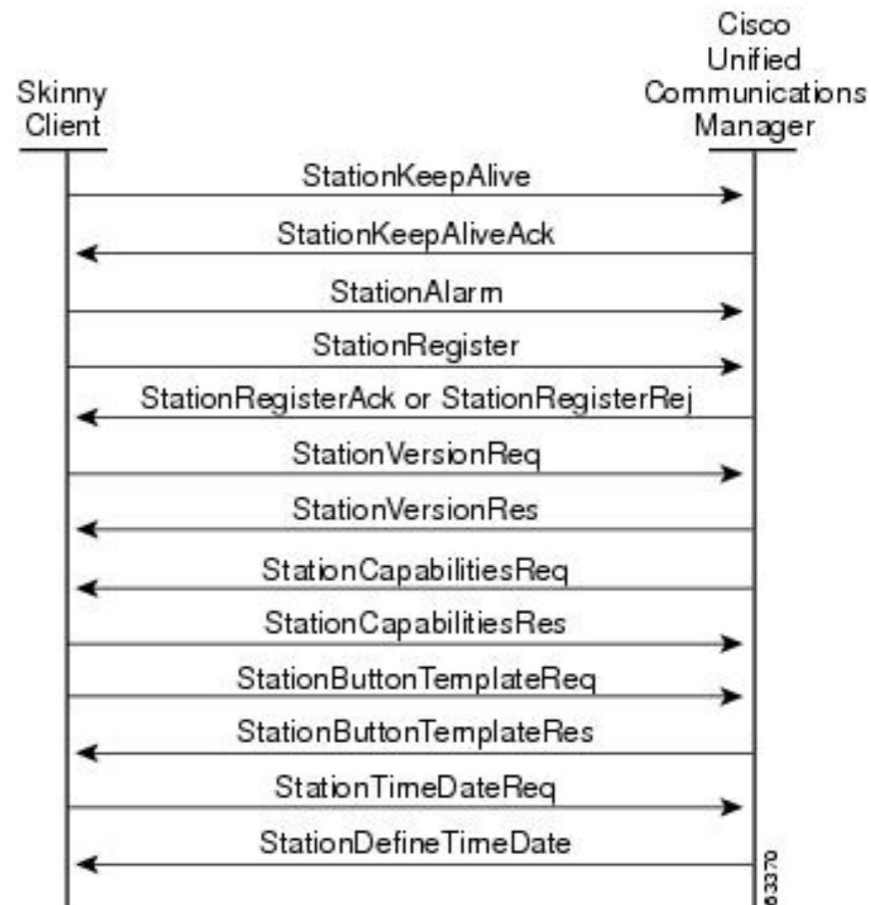 Cisco
Unified
Communications
Manager
Skinny
Client
StationKeepAlive
StationKeepAliveAck
StationAlarm
StationRegister
StationRegisterAck or StationRegisterRej
StationVersionReq
StationVersionRes
StationCapabilitiesReq
StationCapabilitiesRes
StationButtonTemplateReq
StationButtonTemplateRes
StationTimeDateReq
StationDefineTimeDate
63370